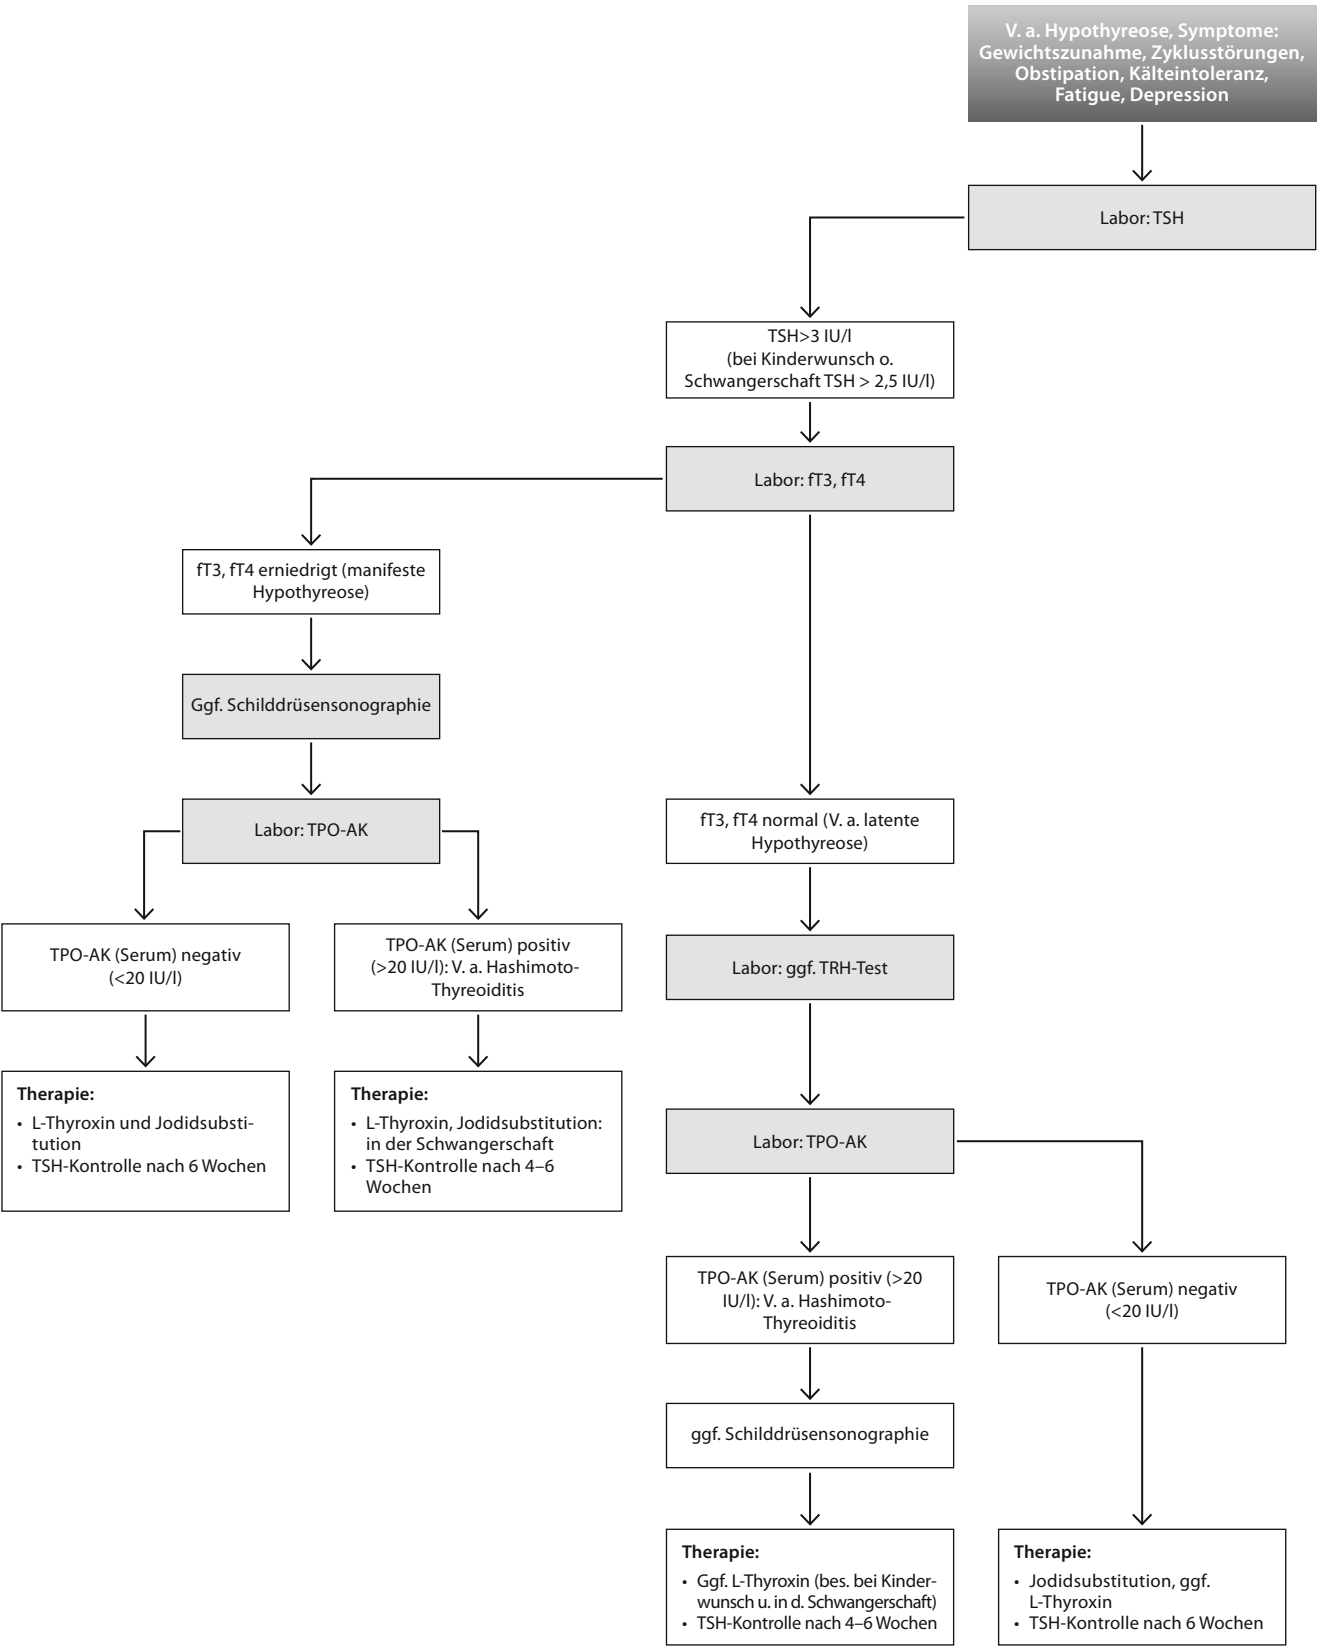 V. a. Hypothyreose, Symptome:
Gewichtszunahme, Zyklusstörungen,
Obstipation, Kälteintoleranz,
Fatigue, Depression
Labor: TSH
TSH>3 IU/l
(bei Kinderwunsch o.
Schwangerschaft TSH > 2,5 IU/l)
Labor: fT3, fT4
fT3, fT4 erniedrigt (manifeste
Hypothyreose)
Ggf. Schilddrüsensonographie
Labor: TPO-AK
TPO-AK (Serum) negativ
(<20 IU/l)
TPO-AK (Serum) positiv
(>20 IU/l): V. a. Hashimoto-
Thyreoiditis
Therapie:
• L-Thyroxin und Jodidsubsti-
tution
• TSH-Kontrolle nach 6 Wochen
Therapie:
• L-Thyroxin, Jodidsubstitution:
in der Schwangerschaft
• TSH-Kontrolle nach 4–6
Wochen
fT3, fT4 normal (V. a. latente
Hypothyreose)
Labor: ggf. TRH-Test
Labor: TPO-AK
TPO-AK (Serum) positiv (>20
IU/l): V. a. Hashimoto-
Thyreoiditis
TPO-AK (Serum) negativ
(<20 IU/l)
ggf. Schilddrüsensonographie
Therapie:
• Ggf. L-Thyroxin (bes. bei Kinder-
wunsch u. in d. Schwangerschaft)
• TSH-Kontrolle nach 4–6 Wochen
Therapie:
• Jodidsubstitution, ggf.
L-Thyroxin
• TSH-Kontrolle nach 6 Wochen